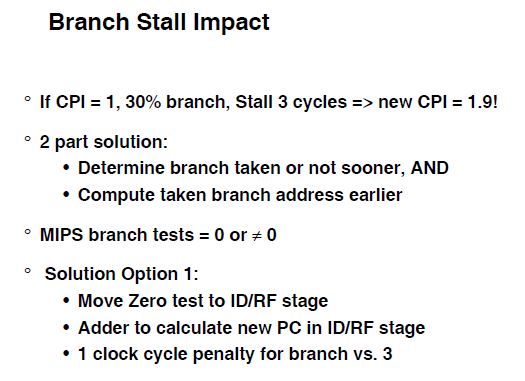 Branch Stall Impact
° If CPI = 1, 30% branch, Stall 3 cycles => new CPI = 1.9!
° 2 part solution:
• Determine branch taken or not sooner, AND
• Compute taken branch address earlier
° MIPS branch tests = 0 or ≠ 0
° Solution Option 1:
• Move Zero test to ID/RF stage
• Adder to calculate new PC in ID/RF stage
• 1 clock cycle penalty for branch vs. 3